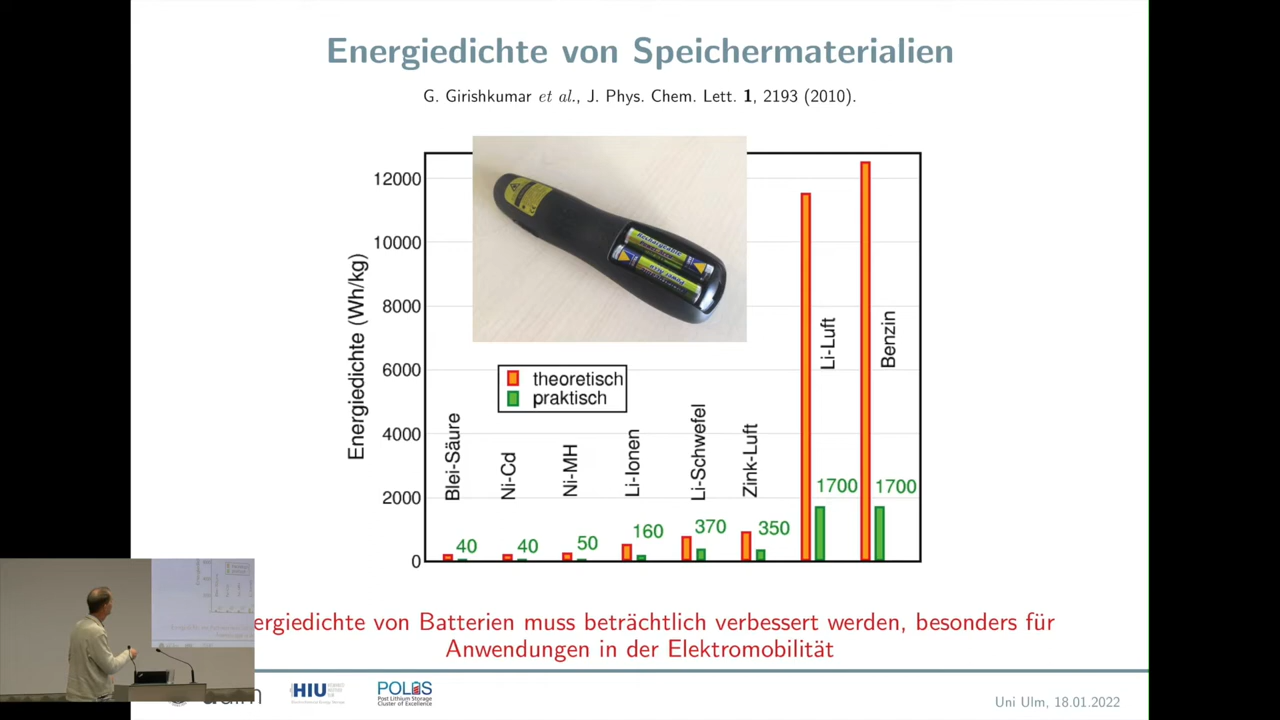 Energiedichte von Speichermaterialien
G. Girishkumar et al., J. Phys. Chem. Lett. 1, 2193 (2010).
Energiedichte (Wh/kg)
12000
10000
8000
6000
4000
2000
0
theoretisch
praktisch
Blei-Säure
Ni-Cd
Ni-MH
Li-Ionen
Li-Schwefel
Zink-Luft
Li-Luft
Benzin
40
40
50
160
370
350
1700
1700
ergiedichte von Batterien muss beträchtlich verbessert werden, besonders für
Anwendungen in der Elektromobilität
HIU
POLiS
Post Lithium Storage
Cluster of Excellence
Uni Ulm, 18.01.2022